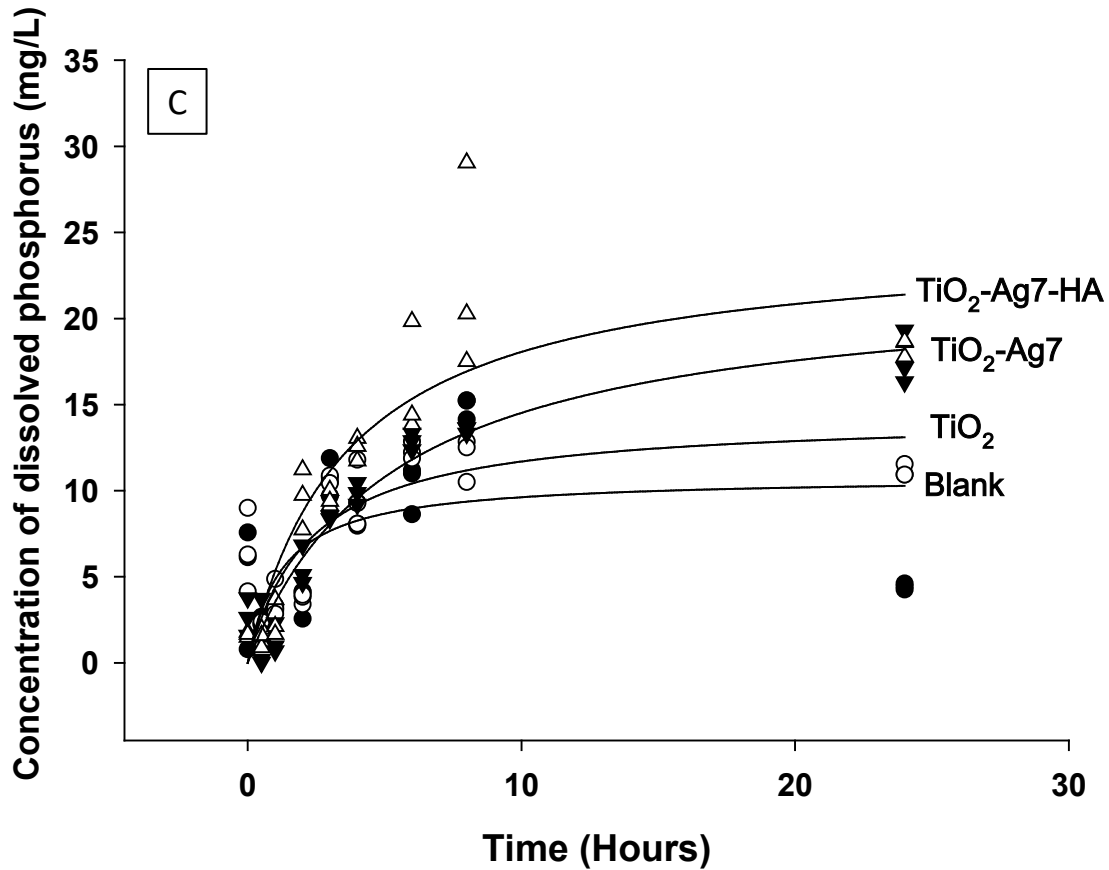 Concentration of dissolved phosphorus (mg/L)
C
35
30
25
20
15
10
5
0
TiO₂-Ag7-HA
TiO₂-Ag7
TiO₂
Blank
0
10
20
30
Time (Hours)